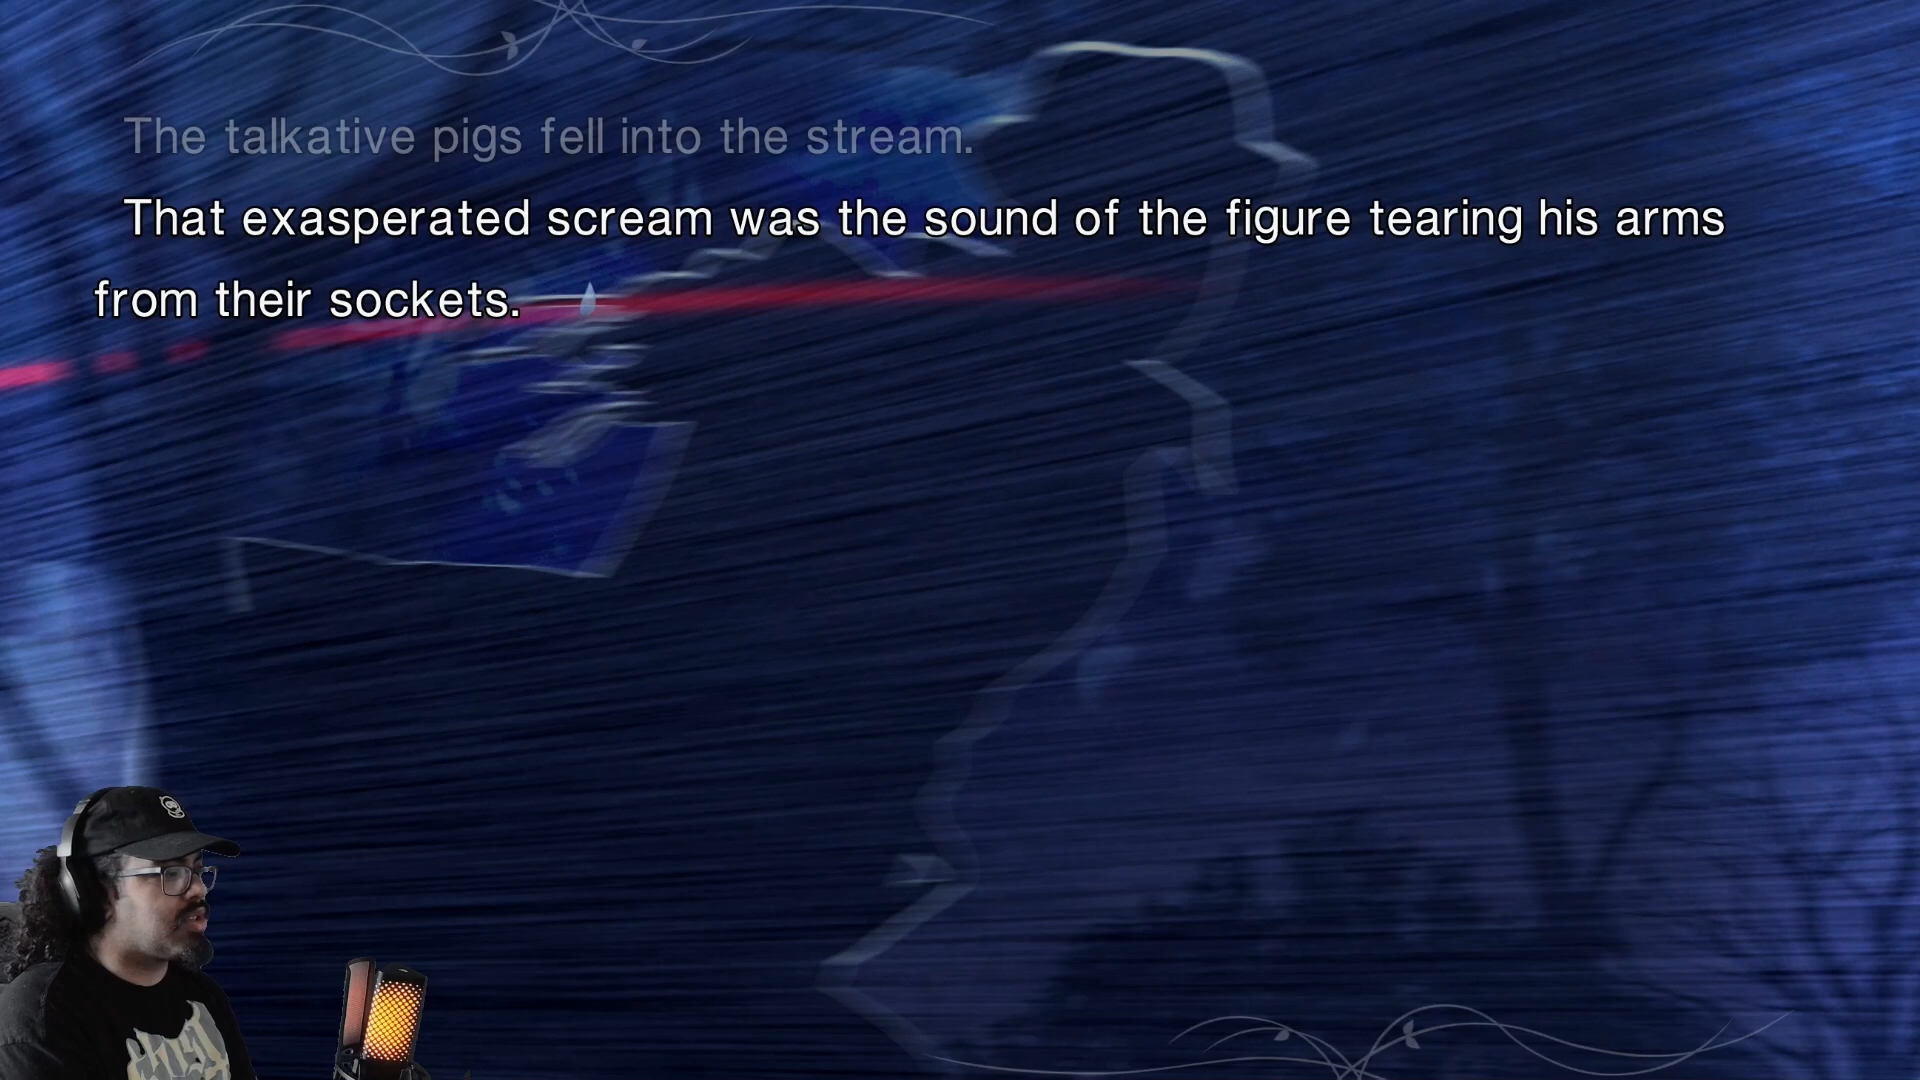 The talkative pigs fell into the stream.
That exasperated scream was the sound of the figure tearing his arms
from their sockets.